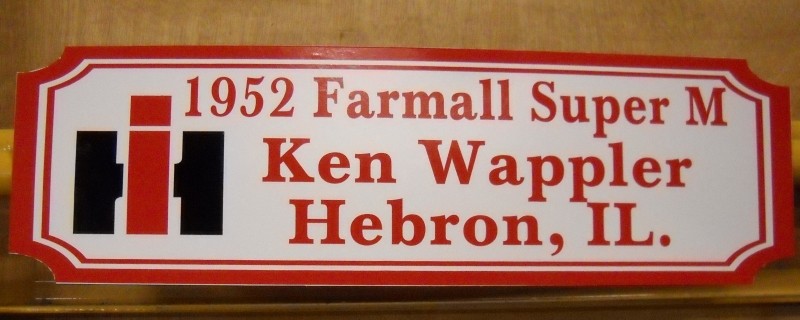 1952 Farmall Super M
Ken Wappler
Hebron, IL.